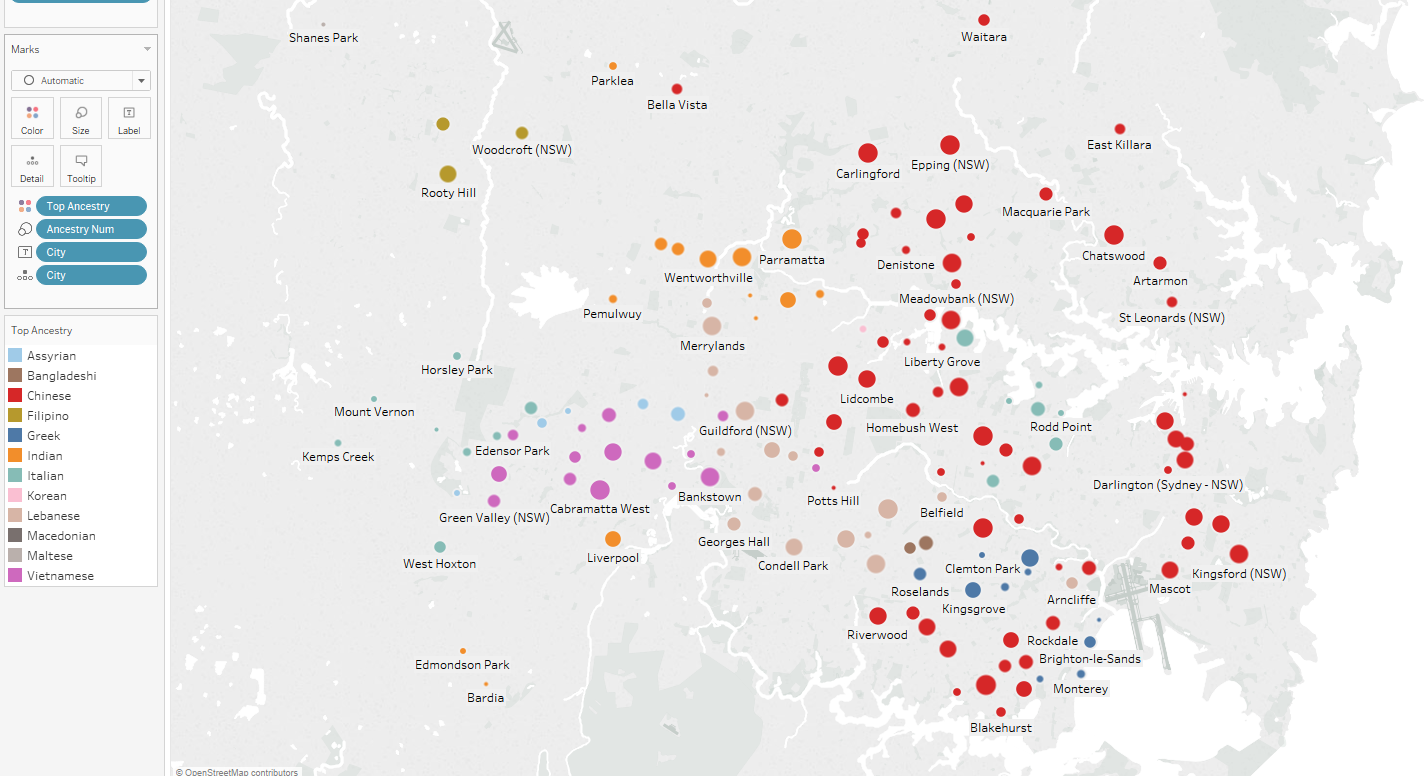 Marks
Automatic
Color
Size
Label
Detail
Tooltip
Top Ancestry
Ancestry Num
City
City
Top Ancestry
Assyrian
Bangladeshi
Chinese
Filipino
Greek
Indian
Italian
Korean
Lebanese
Macedonian
Maltese
Vietnamese
Shanes Park
Waitara
Parklea
Bella Vista
Woodcroft (NSW)
East Killara
Carlingford
Epping (NSW)
Rooty Hill
Macquarie Park
Parramatta
Chatswood
Denistone
Wentworthville
Artarmon
Meadowbank (NSW)
Pemulwuy
St Leonards (NSW)
Merrylands
Liberty Grove
Horsley Park
Lidcombe
Mount Vernon
Guildford (NSW)
Homebush West
Rodd Point
Edensor Park
Kemps Creek
Darlington (Sydney - NSW)
Bankstown
Potts Hill
Cabramatta West
Belfield
Green Valley (NSW)
Georges Hall
Liverpool
West Hoxton
Condell Park
Clemton Park
Kingsford (NSW)
Mascot
Roselands
Arncliffe
Kingsgrove
Riverwood
Rockdale
Brighton-le-Sands
Edmondson Park
Monterey
Bardia
Blakehurst
© OpenStreetMap contributors